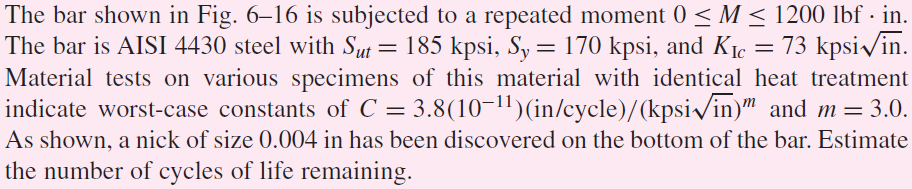 The bar shown in Fig. 6–16 is subjected to a repeated moment 0 ≤ M ≤ 1200 lbf · in.
The bar is AISI 4430 steel with Sut = 185 kpsi, Sy = 170 kpsi, and KIc = 73 kpsi√in.
Material tests on various specimens of this material with identical heat treatment
indicate worst-case constants of C = 3.8(10⁻¹¹)(in/cycle)/(kpsi√in)ᵐ and m = 3.0.
As shown, a nick of size 0.004 in has been discovered on the bottom of the bar. Estimate
the number of cycles of life remaining.